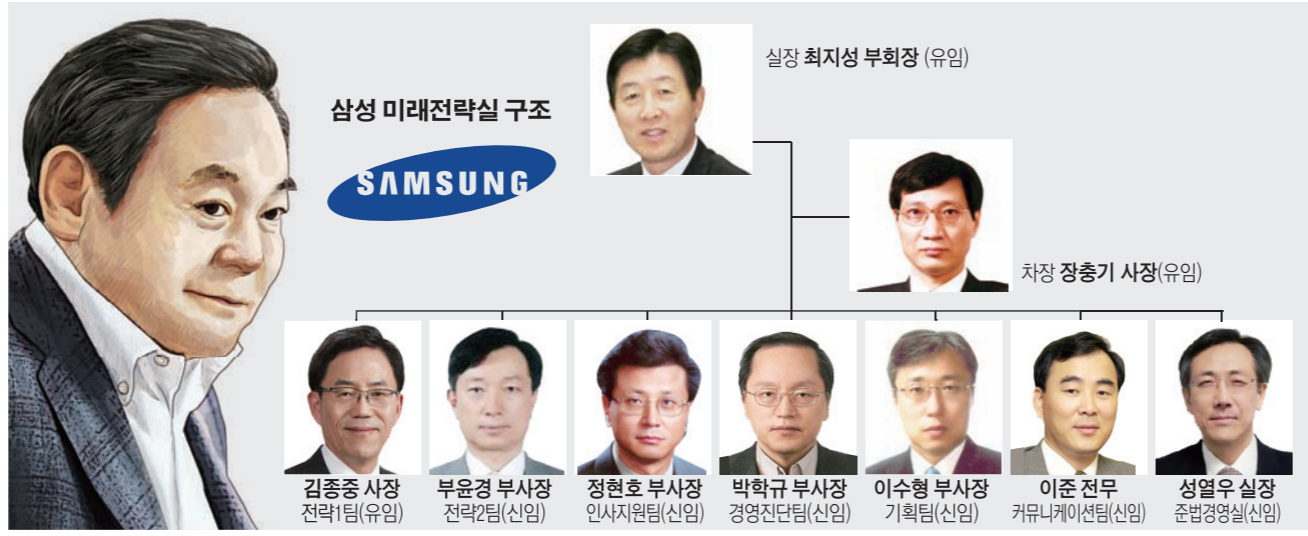 삼성 미래전략실 구조
SAMSUNG
실장 최지성 부회장 (유임)
차장 장충기 사장(유임)
김종중 사장
전략1팀(유임)
부윤경 부사장
전략2팀(신임)
정현호 부사장
인사지원팀(신임)
박학규 부사장
경영진단팀(신임)
이수형 부사장
기획팀(신임)
이준 전무
커뮤니케이션팀(신임)
성열우 실장
준법경영실(신임)